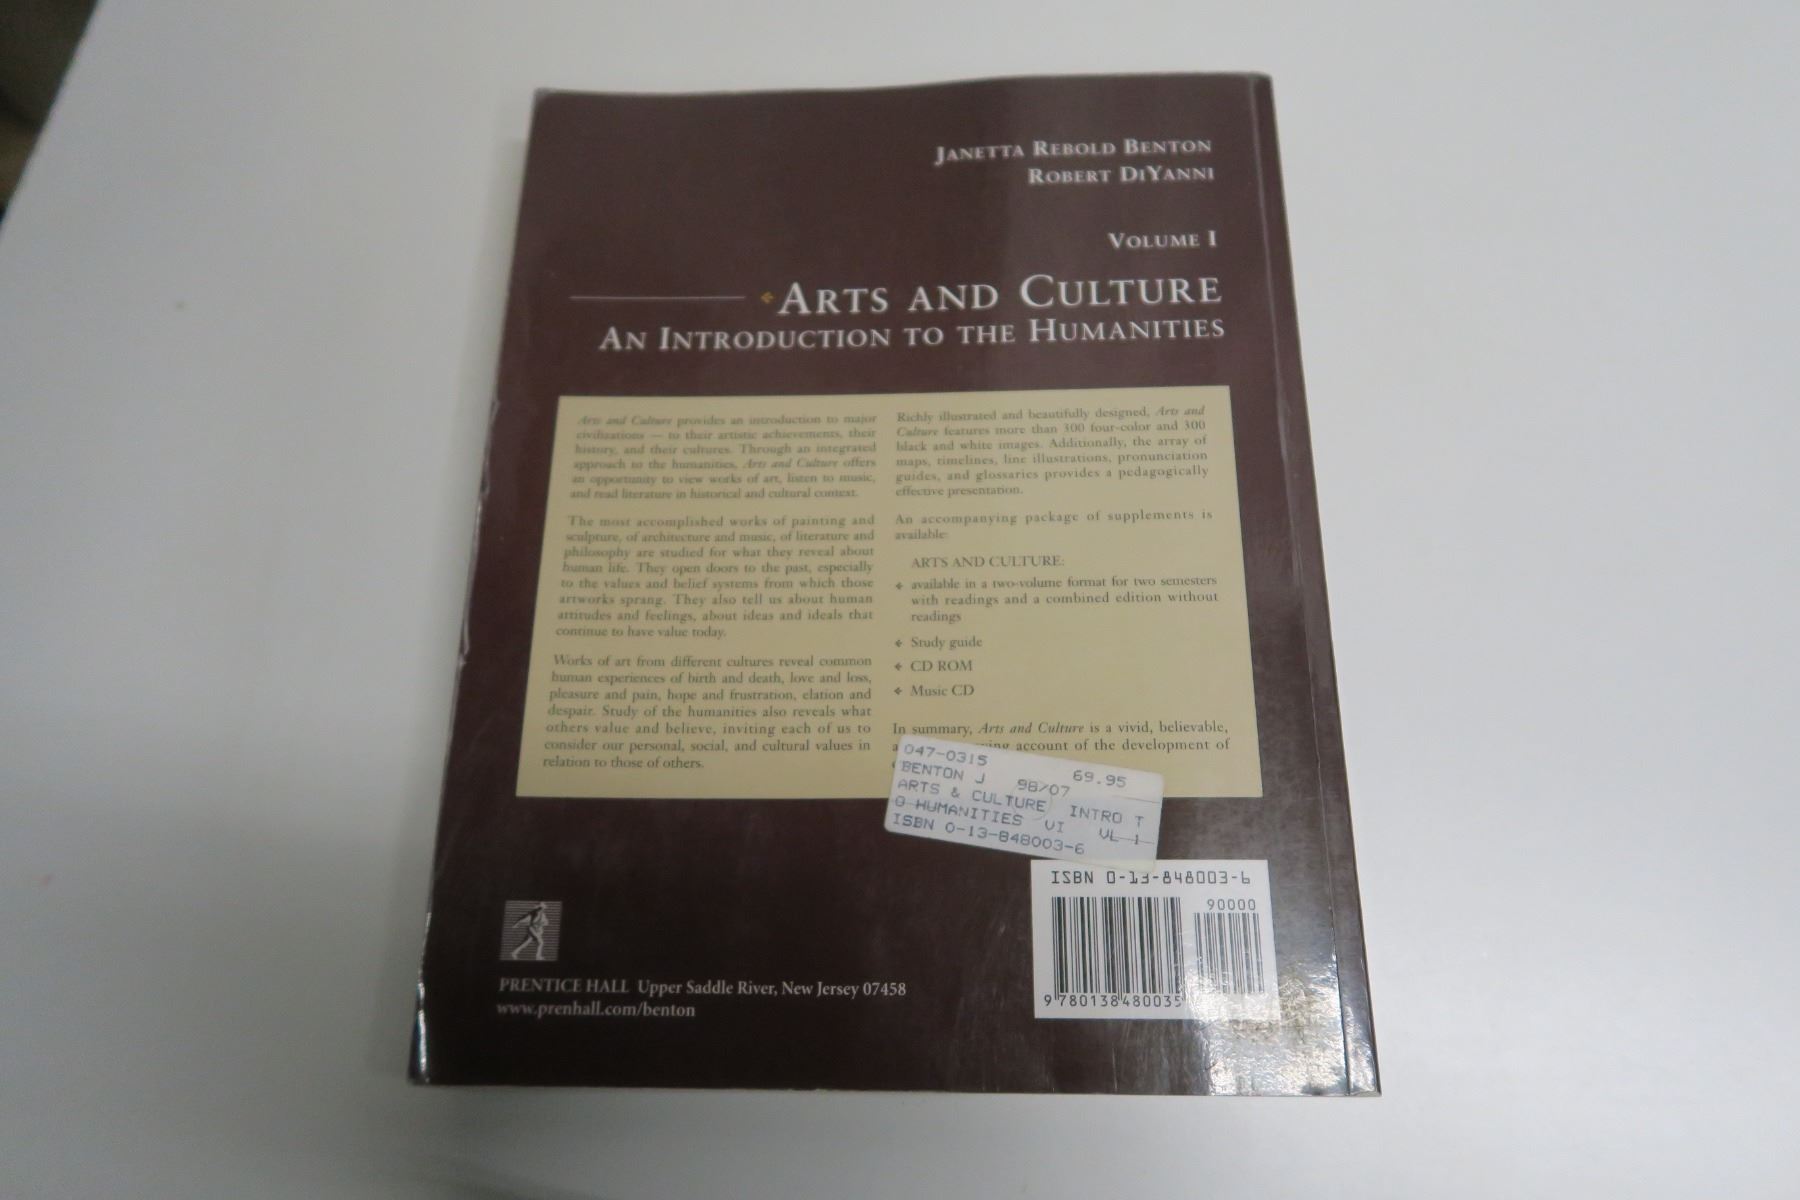 JANETTA REBOLD BENTON
ROBERT DIYANNI
VOLUME I
ARTS AND CULTURE
AN INTRODUCTION TO THE HUMANITIES
Arts and Culture provides an introduction to major
civilizations — to their artistic achievements, their
history, and their cultures. Through an integrated
approach to the humanities, Arts and Culture offers
an opportunity to view works of art, listen to music,
and read literature in historical and cultural context.
The most accomplished works of painting and
sculpture, of architecture and music, of literature and
philosophy are studied for what they reveal about
human life. They open doors to the past, especially
to the values and belief systems from which those
artworks sprang. They also tell us about human
attitudes and feelings, about ideas and ideals that
continue to have value today.
Works of art from different cultures reveal common
human experiences of birth and death, love and loss,
pleasure and pain, hope and frustration, elation and
despair. Study of the humanities also reveals what
others value and believe, inviting each of us to
consider our personal, social, and cultural values in
relation to those of others.
Richly illustrated and beautifully designed, Arts and
Culture features more than 300 four-color and 300
black and white images. Additionally, the array of
maps, timelines, line illustrations, pronunciation
guides, and glossaries provides a pedagogically
effective presentation.
An accompanying package of supplements is
available:
ARTS AND CULTURE:
available in a two-volume format for two semesters
with readings and a combined edition without
readings
Study guide
CD ROM
Music CD
In summary, Arts and Culture is a vivid, believable,
account of the development of
047-0315 69.95
BENTON J 98/07
ARTS & CULTURE INTRO T
O HUMANITIES VI VL 1
ISBN 0-13-848003-6
ISBN 0-13-848003-6
90000
9 780138 480035
PRENTICE HALL Upper Saddle River, New Jersey 07458
www.prenhall.com/benton